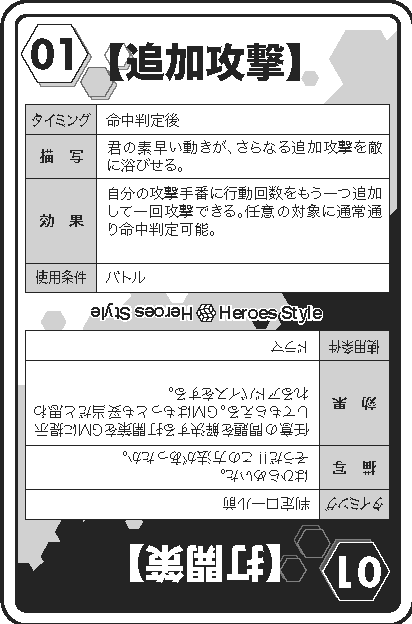 01
【追加攻撃】
タイミング 命中判定後
描写 君の素早い動きが、さらなる追加攻撃を敵
に浴びせる。
効果 自分の攻撃手番に行動回数をもう一つ追加
して一回攻撃できる。任意の対象に通常通
り命中判定可能。
使用条件 バトル
Heroes Style Heroes Style
01
【打開策】
タイミング 判定ロール前
描写 はひらめいた。
そうだ!!この方法があったか。
効果 任意の問題を解決する打開策をGMに提示
してもらえる。GMはもっとも妥当だと思わ
れるアドバイスをする。
使用条件 ドラマ